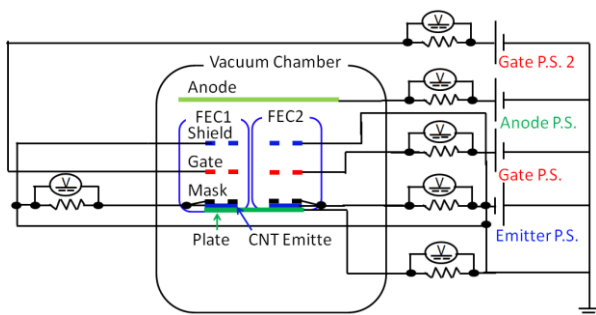 V
Gate P.S. 2
Vacuum Chamber
Anode
V
Anode P.S.
FEC1
FEC2
Shield
V
Gate
Gate P.S.
V
Mask
V
Emitter P.S.
Plate
CNT Emitte
V